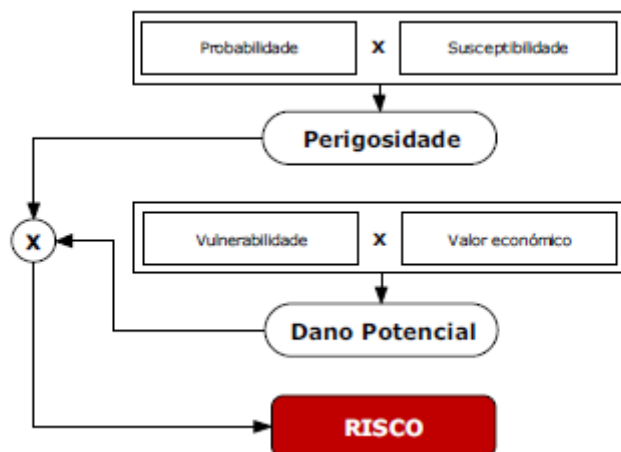 Probabilidade X Susceptibilidade
Perigosidade
X
Vulnerabilidade X Valor económico
Dano Potencial
RISCO